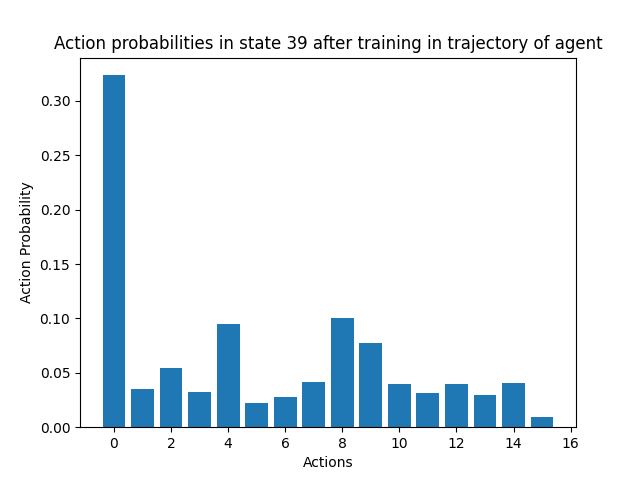 Action probabilities in state 39 after training in trajectory of agent
0.30
0.25
0.20
0.15
0.10
0.05
0.00
Action Probability
0 2 4 6 8 10 12 14 16
Actions